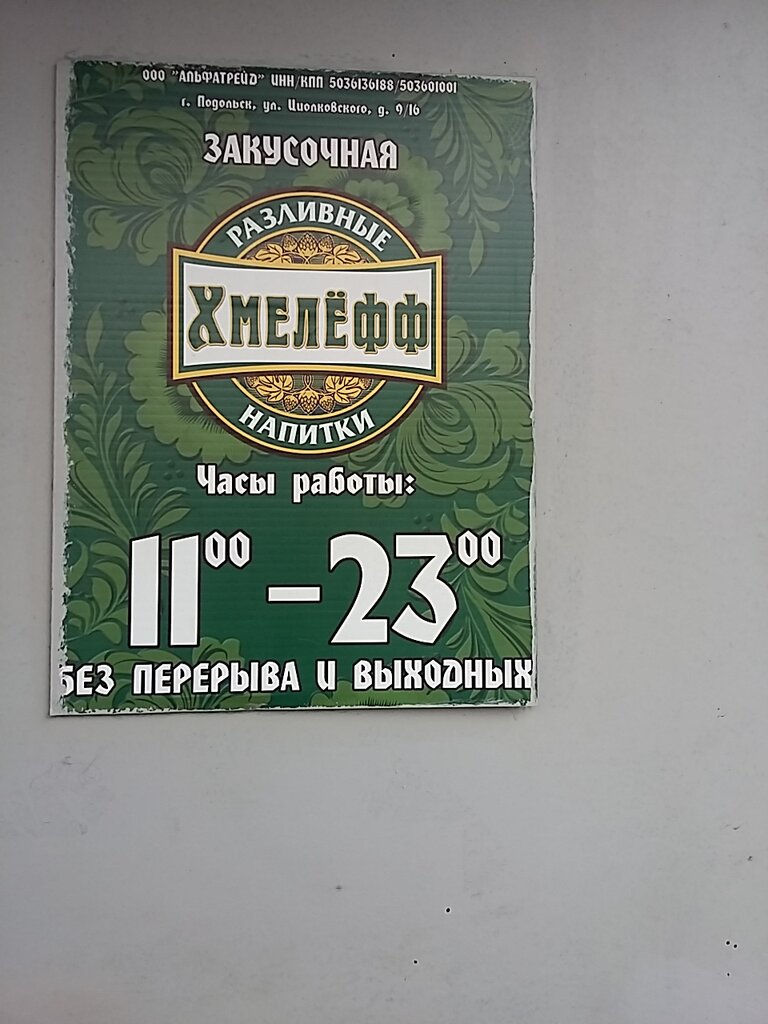 ООО "АЛЬФАТРЕЙД" ИНН/КПП 5036136188/503601001
г. Подольск, ул. Циолковского, д. 9/16
ЗАКУСОЧНАЯ
РАЗЛИВНЫЕ
ХМЕЛЁФФ
НАПИТКИ
Часы работы:
11⁰⁰ – 23⁰⁰
БЕЗ ПЕРЕРЫВА И ВЫХОДНЫХ